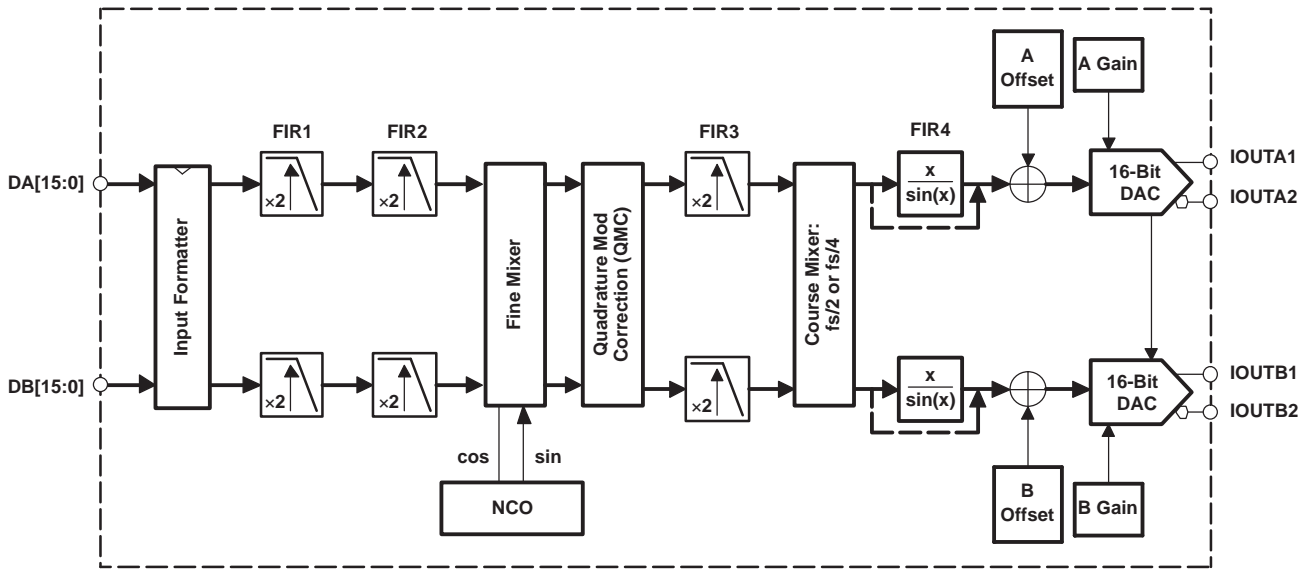 A
Offset
A Gain
FIR1
FIR2
FIR3
FIR4
DA[15:0]
×2
×2
×2
x
sin(x)
16-Bit
DAC
IOUTA1
IOUTA2
Input Formatter
Fine Mixer
Quadrature Mod
Correction (QMC)
Course Mixer:
fs/2 or fs/4
DB[15:0]
×2
×2
×2
x
sin(x)
16-Bit
DAC
IOUTB1
IOUTB2
cos
sin
NCO
B
Offset
B Gain